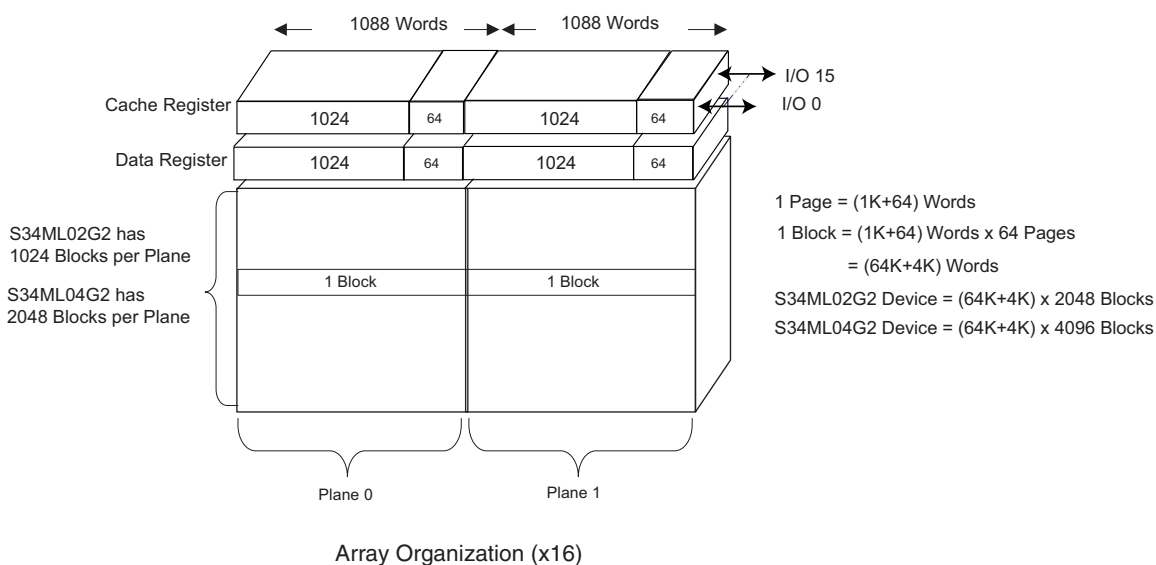 1088 Words 1088 Words
I/O 15
Cache Register 1024 64 1024 64 I/O 0
Data Register 1024 64 1024 64
S34ML02G2 has
1024 Blocks per Plane
S34ML04G2 has
2048 Blocks per Plane
1 Block 1 Block
1 Page = (1K+64) Words
1 Block = (1K+64) Words x 64 Pages
= (64K+4K) Words
S34ML02G2 Device = (64K+4K) x 2048 Blocks
S34ML04G2 Device = (64K+4K) x 4096 Blocks
Plane 0 Plane 1
Array Organization (x16)